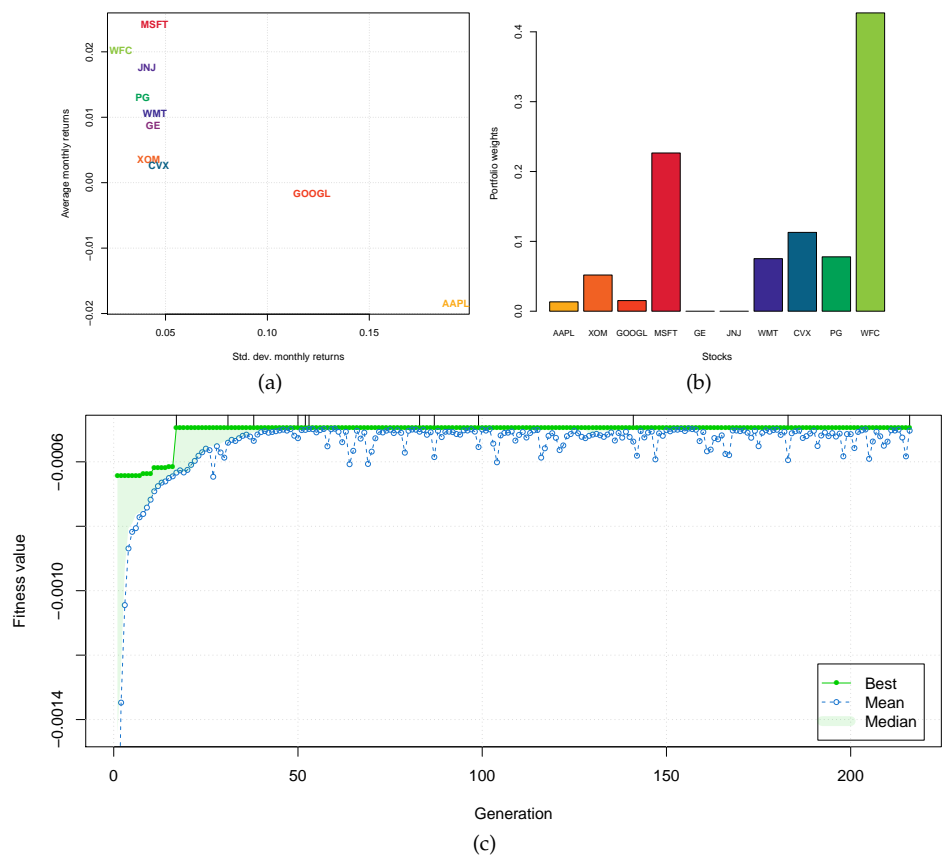 MSFT
WFC
JNJ
PG
WMT
GE
XOM
CVX
GOOGL
AAPL
0.02
0.01
0.00
−0.01
−0.02
Average monthly returns
0.05 0.10 0.15
Std. dev. monthly returns
(a)
0.4
0.3
0.2
0.1
0.0
Portfolio weights
AAPL XOM GOOGL MSFT GE JNJ WMT CVX PG WFC
Stocks
(b)
−0.0006
−0.0010
−0.0014
Fitness value
Best
Mean
Median
0 50 100 150 200
Generation
(c)